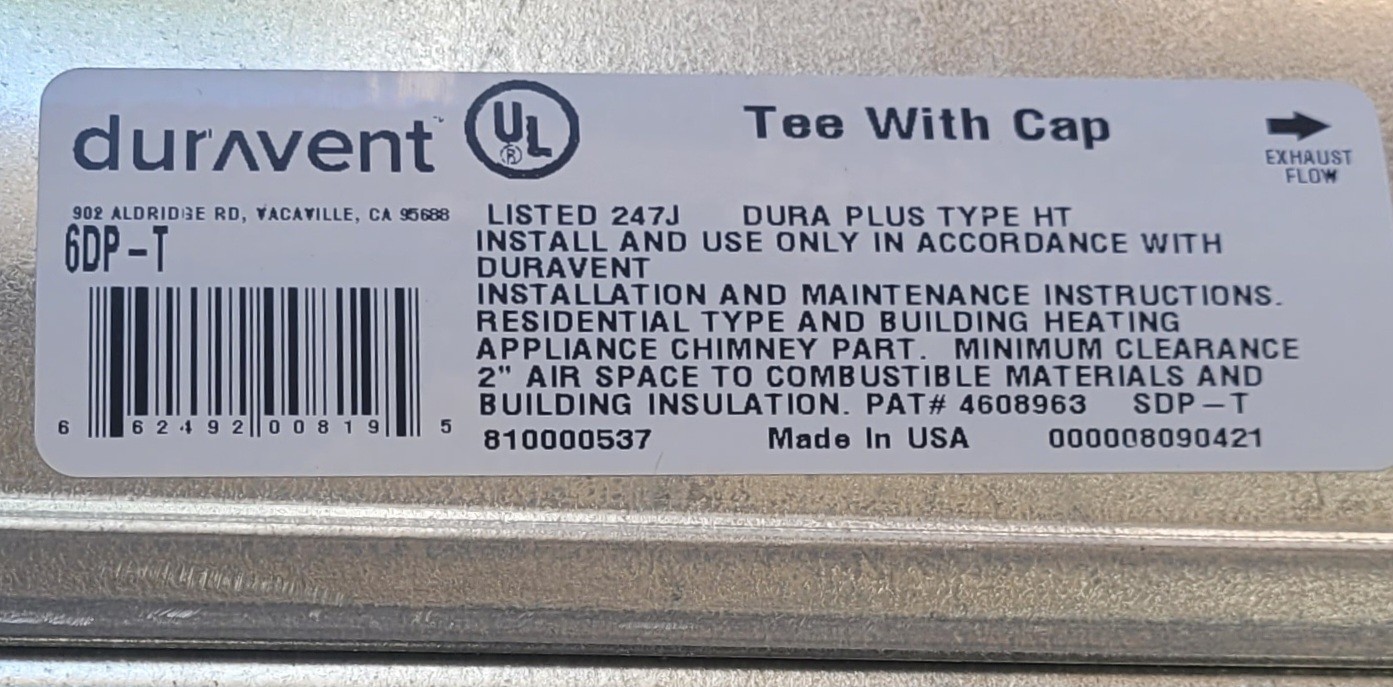 duravent™ UL® Tee With Cap
EXHAUST
FLOW
902 ALDRIDGE RD, VACAVILLE, CA 95688
6DP-T
LISTED 247J DURA PLUS TYPE HT
INSTALL AND USE ONLY IN ACCORDANCE WITH
DURAVENT
INSTALLATION AND MAINTENANCE INSTRUCTIONS.
RESIDENTIAL TYPE AND BUILDING HEATING
APPLIANCE CHIMNEY PART. MINIMUM CLEARANCE
2" AIR SPACE TO COMBUSTIBLE MATERIALS AND
BUILDING INSULATION. PAT# 4608963 SDP-T
6 62492 00819 5
810000537 Made In USA 000008090421